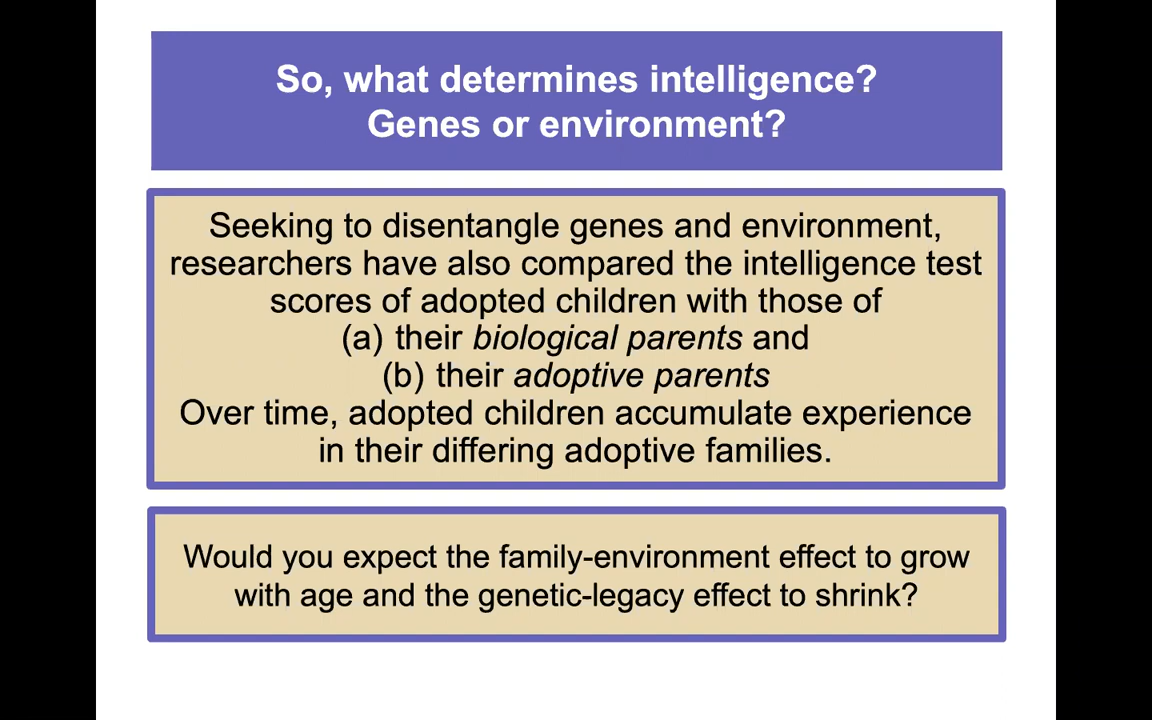 So, what determines intelligence?
Genes or environment?
Seeking to disentangle genes and environment,
researchers have also compared the intelligence test
scores of adopted children with those of
(a) their biological parents and
(b) their adoptive parents
Over time, adopted children accumulate experience
in their differing adoptive families.
Would you expect the family-environment effect to grow
with age and the genetic-legacy effect to shrink?